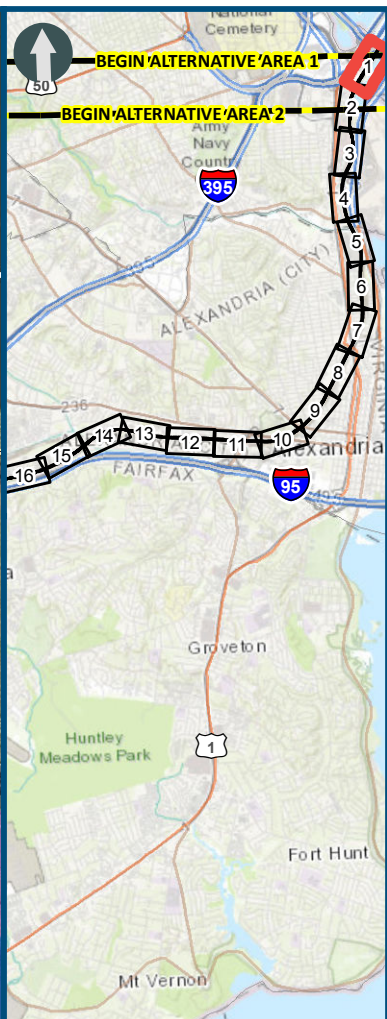 National
Cemetery
50
BEGIN ALTERNATIVE AREA 1
1
BEGIN ALTERNATIVE AREA 2
2
Army
Navy
Country
3
395
4
5
ALEXANDRIA (CITY)
395
6
7
8
236
9
14
13
12
11
10
Alexandria
15
16
FAIRFAX
95
495
Groveton
1
Huntley
Meadows Park
Fort Hunt
Mt Vernon